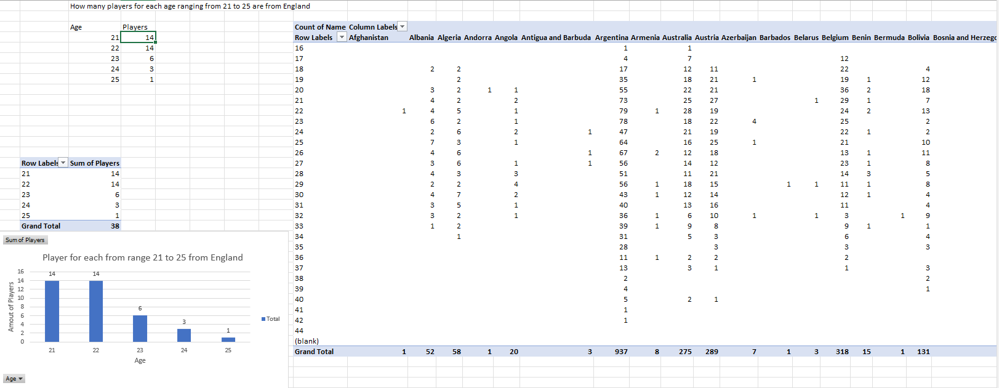 How many players for each age ranging from 21 to 25 are from England
Age Players
21 14
22 14
23 6
24 3
25 1
Row Labels Sum of Players
21 14
22 14
23 6
24 3
25 1
Grand Total 38
Sum of Players
Player for each from range 21 to 25 from England
Amout of Players
16
14
12
10
8
6
4
2
0
14 14 6 3 1
21 22 23 24 25
Age
Total
Age
Count of Name Column Labels
Row Labels Afghanistan Albania Algeria Andorra Angola Antigua and Barbuda Argentina Armenia Australia Austria Azerbaijan Barbados Belarus Belgium Benin Bermuda Bolivia Bosnia and Herzego
16 1 1
17 4 7 12
18 2 2 17 12 11 22 4
19 2 35 18 21 1 19 1 12
20 3 2 1 1 55 22 21 36 2 18
21 4 2 2 73 25 27 1 29 1 7
22 1 4 5 1 79 1 28 19 24 2 13
23 6 2 1 78 18 22 4 25 2
24 2 6 2 1 47 21 19 22 1 2
25 7 3 1 64 16 25 1 21 10
26 4 6 1 67 2 12 18 13 1 11
27 3 6 1 1 56 14 12 23 1 8
28 4 3 3 51 11 21 14 3 5
29 2 2 4 56 1 18 15 1 1 11 1 8
30 4 7 2 43 1 12 14 12 1 4
31 3 5 1 40 13 16 11 4
32 3 2 1 36 1 6 10 1 1 3 1 9
33 1 2 39 1 9 8 9 1 1
34 1 31 5 3 6 4
35 28 3 3 3
36 11 1 2 2 2
37 13 3 1 1 3
38 2 2
39 4 1
40 5 2 1
41 1
42 1
44
(blank)
Grand Total 1 52 58 1 20 3 937 8 275 289 7 1 3 318 15 1 131